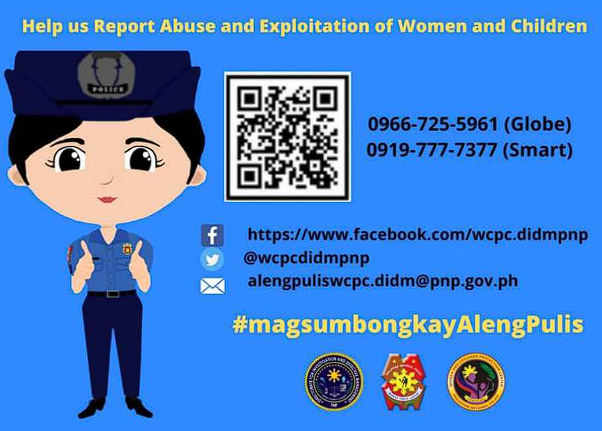 Help us Report Abuse and Exploitation of Women and Children
POLICE
0966-725-5961 (Globe)
0919-777-7377 (Smart)
https://www.facebook.com/wcpc.didmpnp
@wcpcdidmpnp
alengpuliswcpc.didm@pnp.gov.ph
#magsumbongkayAlengPulis